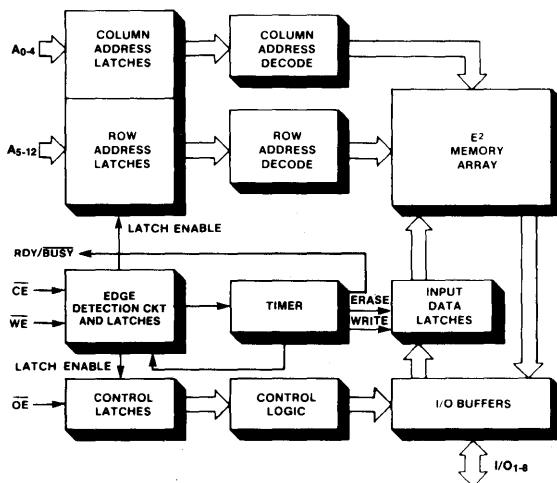 A0-4
COLUMN
ADDRESS
LATCHES
COLUMN
ADDRESS
DECODE
A5-12
ROW
ADDRESS
LATCHES
ROW
ADDRESS
DECODE
E²
MEMORY
ARRAY
LATCH ENABLE
RDY/BUSY
CE
WE
EDGE
DETECTION CKT
AND LATCHES
TIMER
ERASE
WRITE
INPUT
DATA
LATCHES
LATCH ENABLE
OE
CONTROL
LATCHES
CONTROL
LOGIC
I/O BUFFERS
I/O1-8